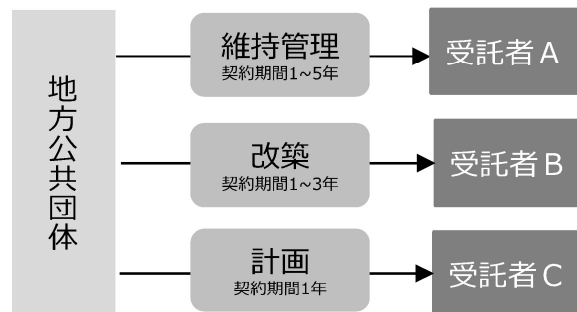 地方公共団体
維持管理
契約期間1~5年
受託者A
改築
契約期間1~3年
受託者B
計画
契約期間1年
受託者C